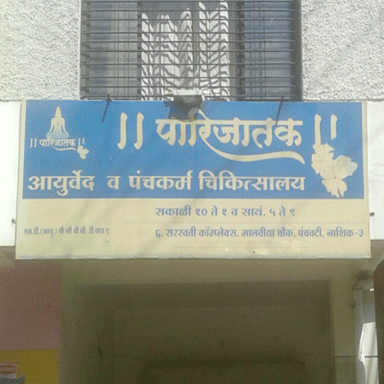 || पारिजातक ||
|| पारिजातक ||
आयुर्वेद व पंचकर्म चिकित्सालय
सकाळी १० ते १ व सायं. ५ ते ९
६, सरस्वती कॉम्प्लेक्स, मालवीया चौक, पंचवटी, नाशिक-३